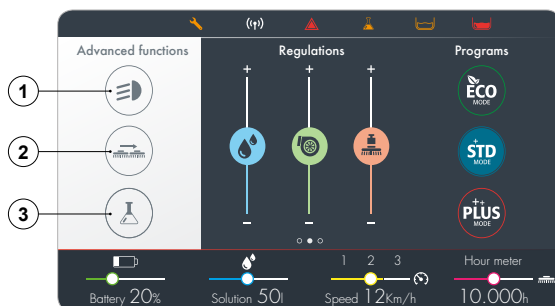 Advanced functions
Regulations
Programs
1
2
3
+ + +
- - -
ECO
MODE
+
STD
MODE
++
PLUS
MODE
1 2 3
Hour meter
Battery 20%
Solution 50l
Speed 12Km/h
10.000h